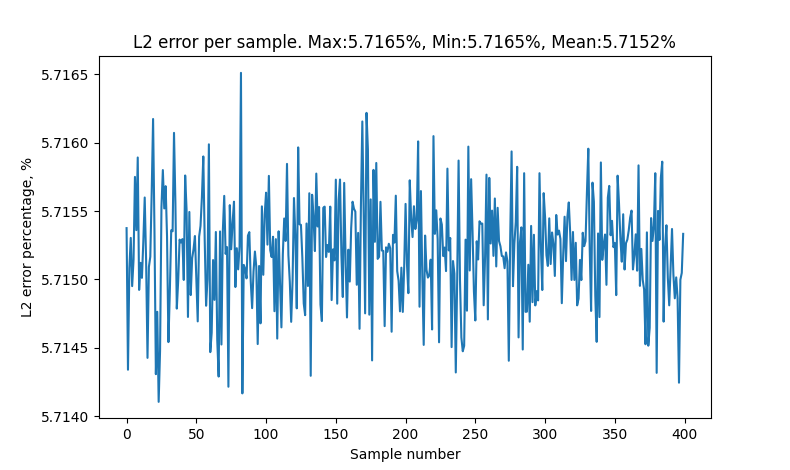 L2 error per sample. Max:5.7165%, Min:5.7165%, Mean:5.7152%
L2 error percentage, %
5.7165
5.7160
5.7155
5.7150
5.7145
5.7140
0 50 100 150 200 250 300 350 400
Sample number